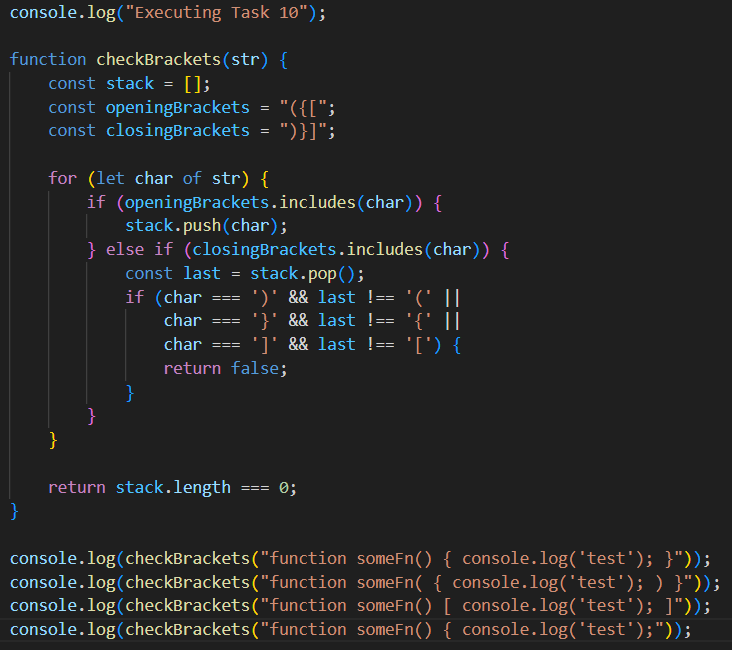 console.log("Executing Task 10");

function checkBrackets(str) {
    const stack = [];
    const openingBrackets = "({[";
    const closingBrackets = ")}]";

    for (let char of str) {
        if (openingBrackets.includes(char)) {
            stack.push(char);
        } else if (closingBrackets.includes(char)) {
            const last = stack.pop();
            if (char === ')' && last !== '(' ||
                char === '}' && last !== '{' ||
                char === ']' && last !== '[') {
                return false;
            }
        }
    }

    return stack.length === 0;
}

console.log(checkBrackets("function someFn() { console.log('test'); }"));
console.log(checkBrackets("function someFn( { console.log('test'); ) }"));
console.log(checkBrackets("function someFn() [ console.log('test'); ]"));
console.log(checkBrackets("function someFn() { console.log('test');"));